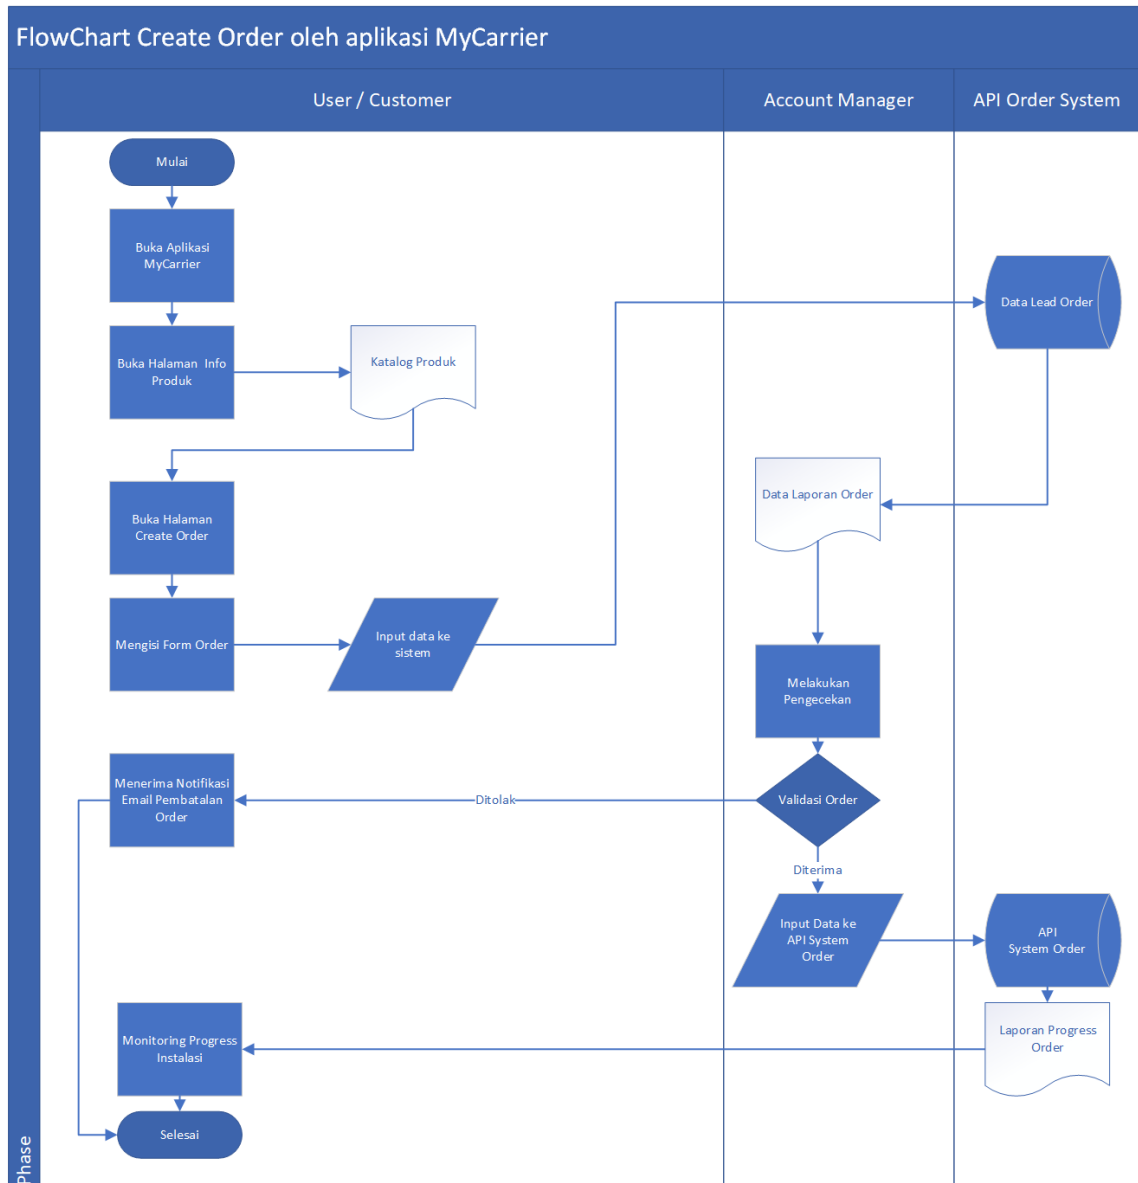 FlowChart Create Order oleh aplikasi MyCarrier
User / Customer
Account Manager
API Order System
Mulai
Buka Aplikasi
MyCarrier
Data Lead Order
Buka Halaman Info
Produk
Katalog Produk
Data Laporan Order
Buka Halaman
Create Order
Mengisi Form Order
Input data ke
sistem
Melakukan
Pengecekan
Menerima Notifikasi
Email Pembatalan
Order
Ditolak
Validasi Order
Diterima
Input Data ke
API System
Order
API
System Order
Monitoring Progress
Instalasi
Laporan Progress
Order
Selesai
Phase